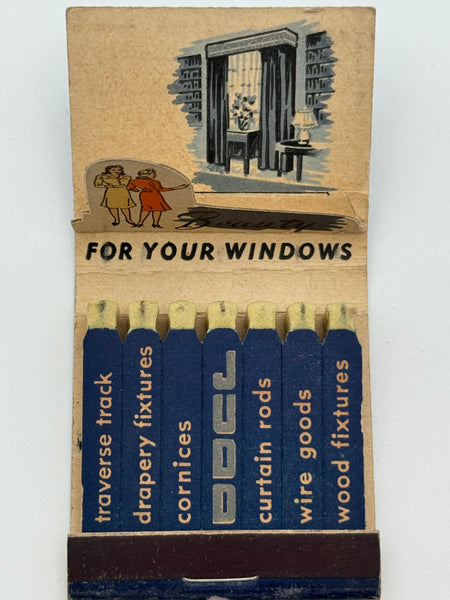 Beauty
FOR YOUR WINDOWS
traverse track
drapery fixtures
cornices
JUDD
curtain rods
wire goods
wood fixtures